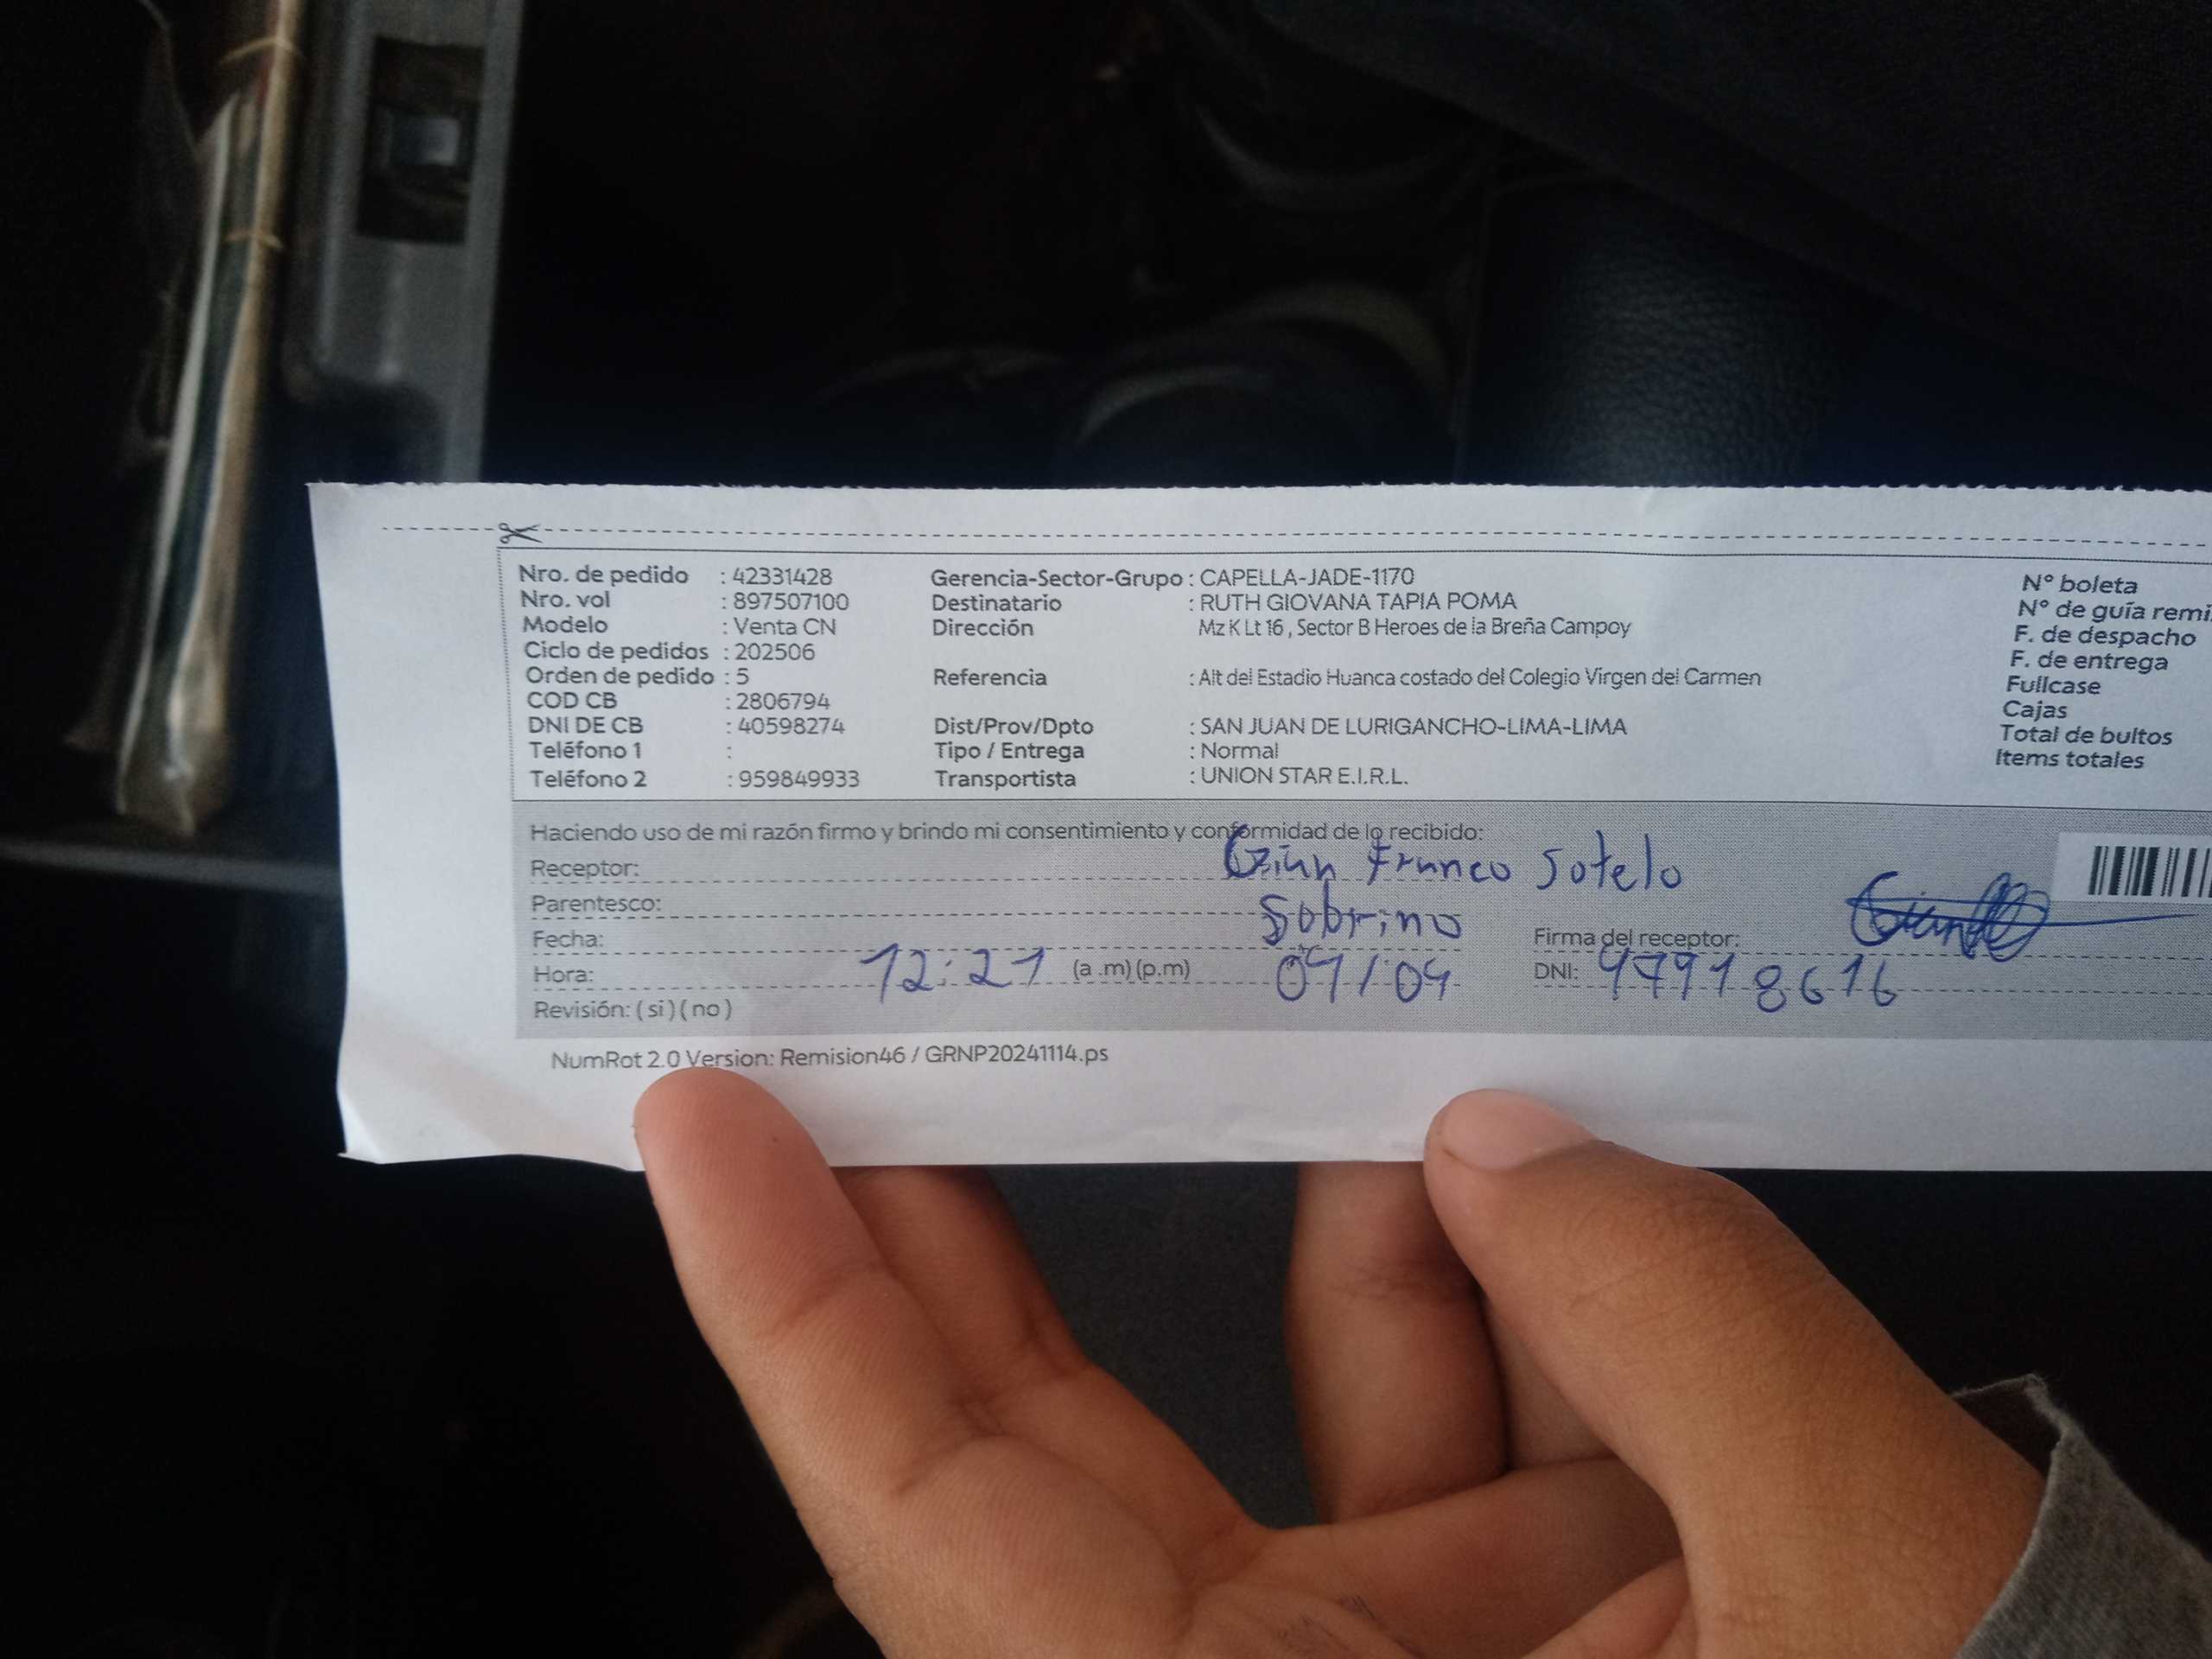 Nro. de pedido : 42331428 Gerencia-Sector-Grupo : CAPELLA-JADE-1170 N° boleta
Nro. vol : 897507100 Destinatario : RUTH GIOVANA TAPIA POMA N° de guía remi
Modelo : Venta CN Dirección Mz K Lt 16 , Sector B Heroes de la Breña Campoy F. de despacho
Ciclo de pedidos : 202506 F. de entrega
Orden de pedido : 5 Referencia : Alt del Estadio Huanca costado del Colegio Virgen del Carmen Fullcase
COD CB : 2806794 Cajas
DNI DE CB : 40598274 Dist/Prov/Dpto : SAN JUAN DE LURIGANCHO-LIMA-LIMA Total de bultos
Teléfono 1 : Tipo / Entrega : Normal Items totales
Teléfono 2 : 959849933 Transportista : UNION STAR E.I.R.L.
Haciendo uso de mi razón firmo y brindo mi consentimiento y conformidad de lo recibido:
Receptor: Gian Franco Sotelo
Parentesco: Sobrino
Fecha: 09/04 Firma del receptor:
Hora: 12:21 (a .m) (p.m) DNI:
Revisión: ( si ) ( no )
NumRot 2.0 Version: Remision46 / GRNP20241114.ps